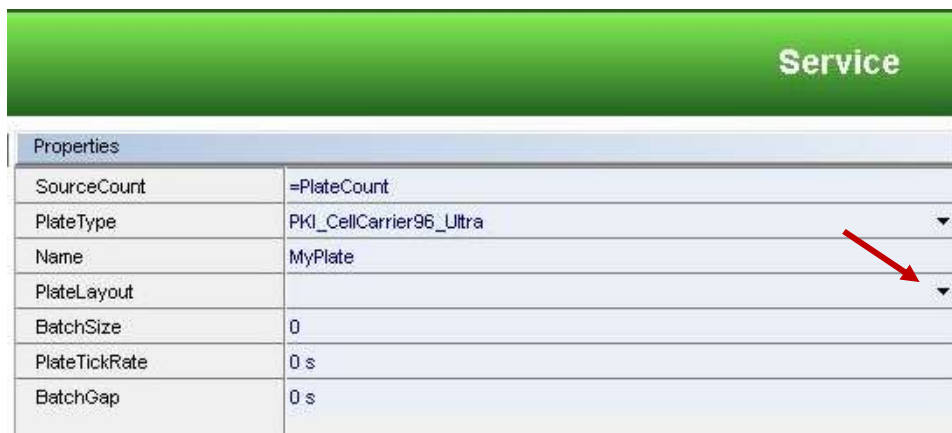 Service
Properties
SourceCount =PlateCount
PlateType PKI_CellCarrier96_Ultra
Name MyPlate
PlateLayout
BatchSize 0
PlateTickRate 0 s
BatchGap 0 s